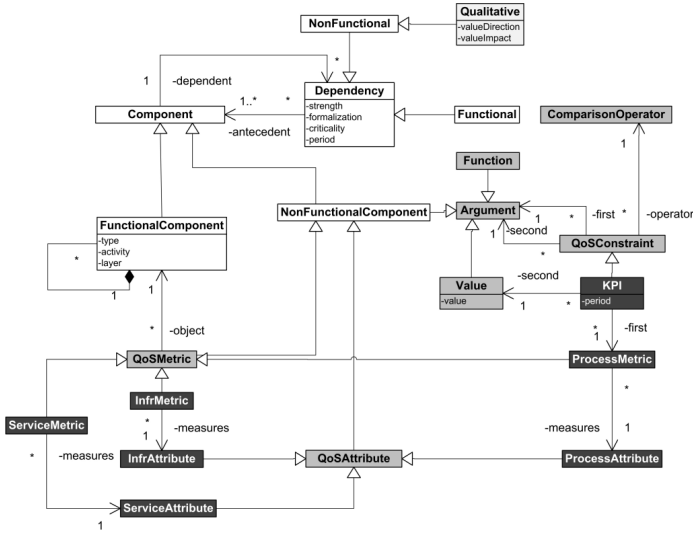 Qualitative
NonFunctional
-valueDirection
-valueImpact
*
1
-dependent
Dependency
1..*
*
-strength
Component
-formalization
Functional
ComparisonOperator
-antecedent
-criticality
-period
1
Function
NonFunctionalComponent
Argument
FunctionalComponent
1
*
-first
*
-operator
-type
1
-second
*
-activity
*
QoSConstraint
-layer
1
1
Value
-second
KPI
-value
1
*
-period
*
-object
*
1
-first
QoSMetric
ProcessMetric
InfrMetric
*
ServiceMetric
*
-measures
-measures
*
1
1
-measures
InfrAttribute
QoSAttribute
ProcessAttribute
ServiceAttribute
1